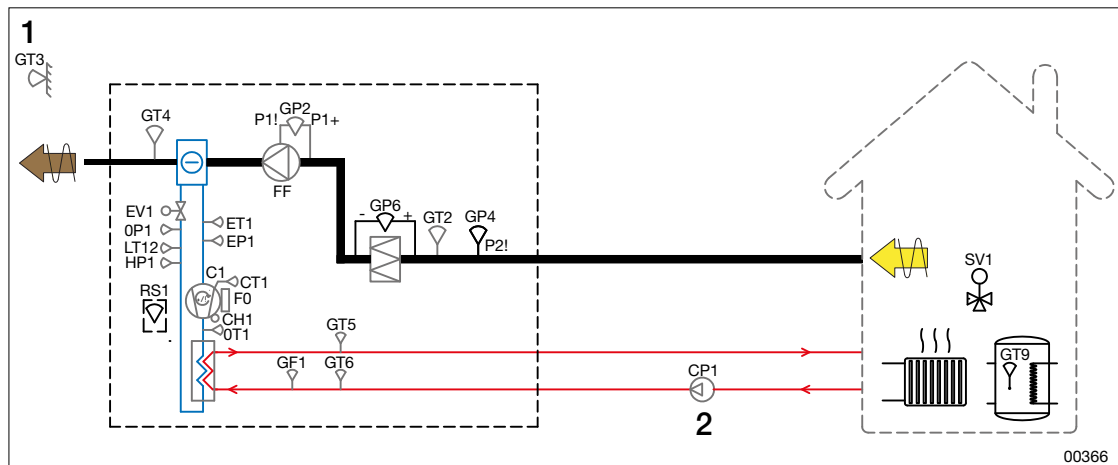 1
GT3
GT4
P1!
GP2
P1+
FF
EV1
0P1
LT12
HP1
ET1
EP1
GP6
- +
GT2
GP4
P2!
SV1
C1
CT1
F0
RS1
CH1
0T1
GT5
GF1
GT6
CP1
2
GT9
00366